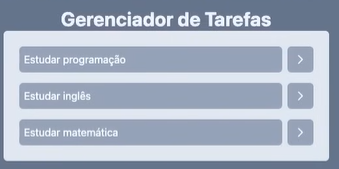 Gerenciador de Tarefas
Estudar programação
Estudar inglês
Estudar matemática